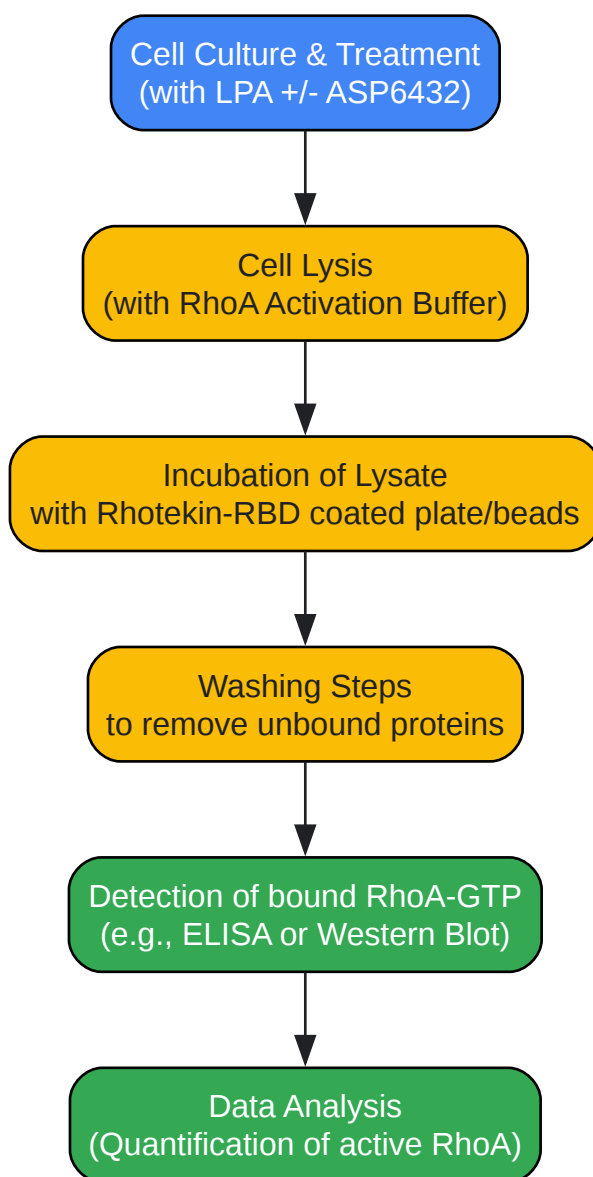 Cell Culture & Treatment
(with LPA +/- ASP6432)
Cell Lysis
(with RhoA Activation Buffer)
Incubation of Lysate
with Rhotekin-RBD coated plate/beads
Washing Steps
to remove unbound proteins
Detection of bound RhoA-GTP
(e.g., ELISA or Western Blot)
Data Analysis
(Quantification of active RhoA)